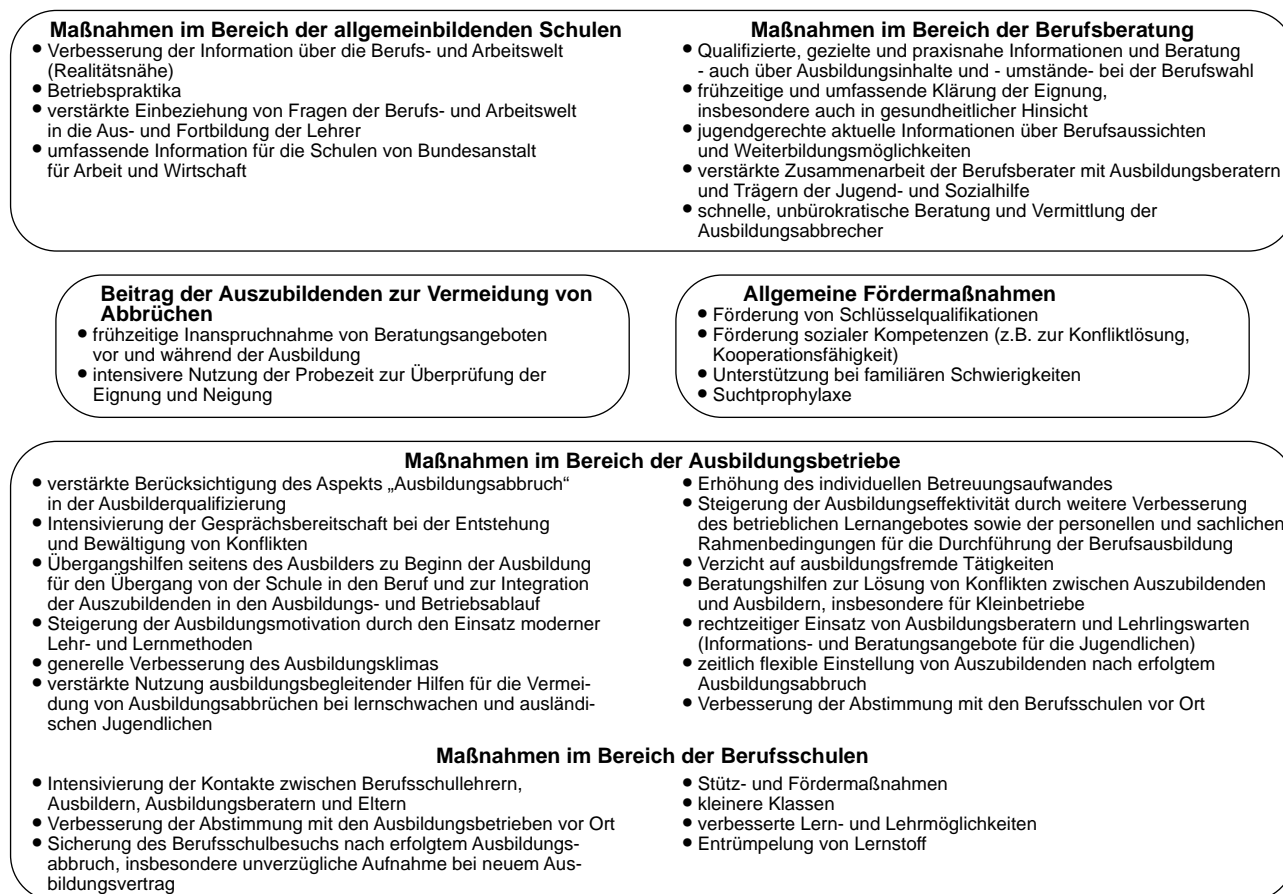 Maßnahmen im Bereich der allgemeinbildenden Schulen
• Verbesserung der Information über die Berufs- und Arbeitswelt
(Realitätsnähe)
• Betriebspraktika
• verstärkte Einbeziehung von Fragen der Berufs- und Arbeitswelt
in die Aus- und Fortbildung der Lehrer
• umfassende Information für die Schulen von Bundesanstalt
für Arbeit und Wirtschaft
Maßnahmen im Bereich der Berufsberatung
• Qualifizierte, gezielte und praxisnahe Informationen und Beratung
- auch über Ausbildungsinhalte und - umstände- bei der Berufswahl
• frühzeitige und umfassende Klärung der Eignung,
insbesondere auch in gesundheitlicher Hinsicht
• jugendgerechte aktuelle Informationen über Berufsaussichten
und Weiterbildungsmöglichkeiten
• verstärkte Zusammenarbeit der Berufsberater mit Ausbildungsberatern
und Trägern der Jugend- und Sozialhilfe
• schnelle, unbürokratische Beratung und Vermittlung der
Ausbildungsabbrecher
Beitrag der Auszubildenden zur Vermeidung von
Abbrüchen
• frühzeitige Inanspruchnahme von Beratungsangeboten
vor und während der Ausbildung
• intensivere Nutzung der Probezeit zur Überprüfung der
Eignung und Neigung
Allgemeine Fördermaßnahmen
• Förderung von Schlüsselqualifikationen
• Förderung sozialer Kompetenzen (z.B. zur Konfliktlösung,
Kooperationsfähigkeit)
• Unterstützung bei familiären Schwierigkeiten
• Suchtprophylaxe
Maßnahmen im Bereich der Ausbildungsbetriebe
• verstärkte Berücksichtigung des Aspekts „Ausbildungsabbruch“
in der Ausbilderqualifizierung
• Intensivierung der Gesprächsbereitschaft bei der Entstehung
und Bewältigung von Konflikten
• Übergangshilfen seitens des Ausbilders zu Beginn der Ausbildung
für den Übergang von der Schule in den Beruf und zur Integration
der Auszubildenden in den Ausbildungs- und Betriebsablauf
• Steigerung der Ausbildungsmotivation durch den Einsatz moderner
Lehr- und Lernmethoden
• generelle Verbesserung des Ausbildungsklimas
• verstärkte Nutzung ausbildungsbegleitender Hilfen für die Vermei-
dung von Ausbildungsabbrüchen bei lernschwachen und ausländi-
schen Jugendlichen
• Erhöhung des individuellen Betreuungsaufwandes
• Steigerung der Ausbildungseffektivität durch weitere Verbesserung
des betrieblichen Lernangebotes sowie der personellen und sachlichen
Rahmenbedingungen für die Durchführung der Berufsausbildung
• Verzicht auf ausbildungsfremde Tätigkeiten
• Beratungshilfen zur Lösung von Konflikten zwischen Auszubildenden
und Ausbildern, insbesondere für Kleinbetriebe
• rechtzeitiger Einsatz von Ausbildungsberatern und Lehrlingswarten
(Informations- und Beratungsangebote für die Jugendlichen)
• zeitlich flexible Einstellung von Auszubildenden nach erfolgtem
Ausbildungsabbruch
• Verbesserung der Abstimmung mit den Berufsschulen vor Ort
Maßnahmen im Bereich der Berufsschulen
• Intensivierung der Kontakte zwischen Berufsschullehrern,
Ausbildern, Ausbildungsberatern und Eltern
• Verbesserung der Abstimmung mit den Ausbildungsbetrieben vor Ort
• Sicherung des Berufsschulbesuchs nach erfolgtem Ausbildungs-
abbruch, insbesondere unverzügliche Aufnahme bei neuem Aus-
bildungsvertrag
• Stütz- und Fördermaßnahmen
• kleinere Klassen
• verbesserte Lern- und Lehrmöglichkeiten
• Entrümpelung von Lernstoff